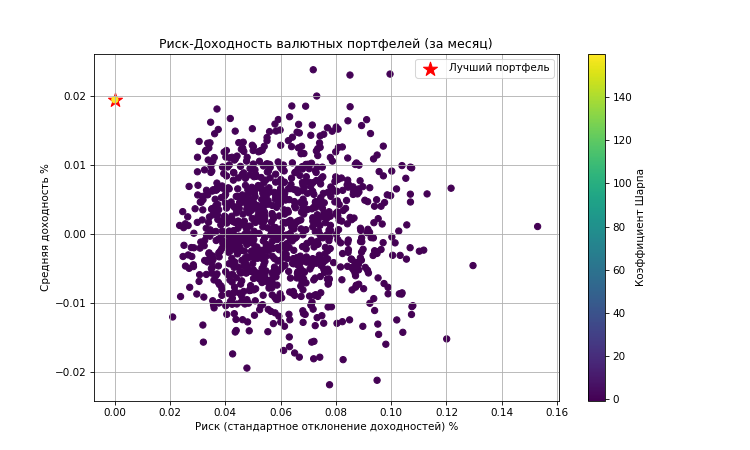 Риск-Доходность валютных портфелей (за месяц)
Лучший портфель
Средняя доходность %
0.02
0.01
0.00
−0.01
−0.02
0.00 0.02 0.04 0.06 0.08 0.10 0.12 0.14 0.16
Риск (стандартное отклонение доходностей) %
140
120
100
80
60
40
20
0
Коэффициент Шарпа